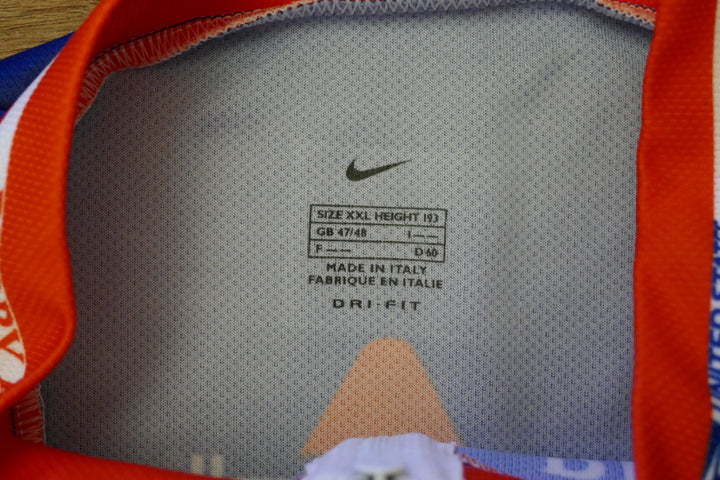 SIZE XXL HEIGHT 193
GB 47/48 I — —
F — — D 60
MADE IN ITALY
FABRIQUE EN ITALIE
DRI-FIT